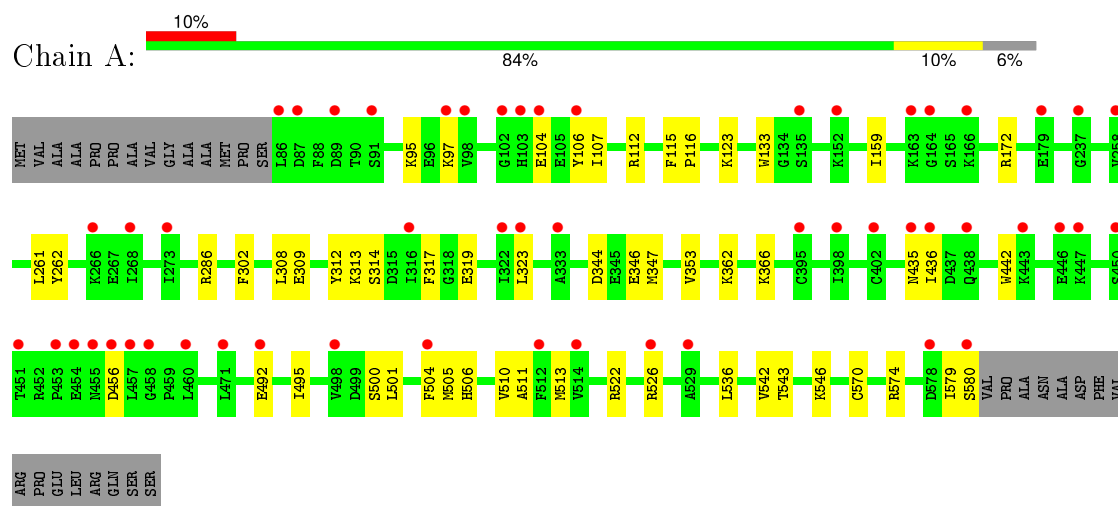 10%
Chain A:
84% 10% 6%
MET VAL ALA ALA PRO PRO ALA VAL GLY ALA ALA MET PRO SER L86 D87 F88 D89 T90 S91 K95 E96 K97 V98 G102 H103 E104 E105 Y106 I107 R112 F115 P116 K123 W133 G134 S135 K152 I159 K163 G164 S165 K166 R172 E179 G237 V258
L261 Y262 K266 E267 I268 I273 R286 F302 L308 E309 Y312 K313 S314 D315 I316 F317 G318 E319 I322 L323 A333 D344 E345 E346 M347 V353 K362 K366 C395 I398 C402 N435 I436 D437 Q438 W442 K443 E446 K447 S450
T451 R452 P453 E454 N455 D456 L457 G458 P459 L460 L471 E492 I495 V498 D499 S500 L501 F504 M505 H506 V510 A511 F512 M513 V514 R522 R526 A529 L536 V542 T543 K546 C570 R574 D578 I579 S580 VAL PRO ALA ASN ALA ASP PHE VAL
ARG PRO GLU LEU ARG GLN SER SER